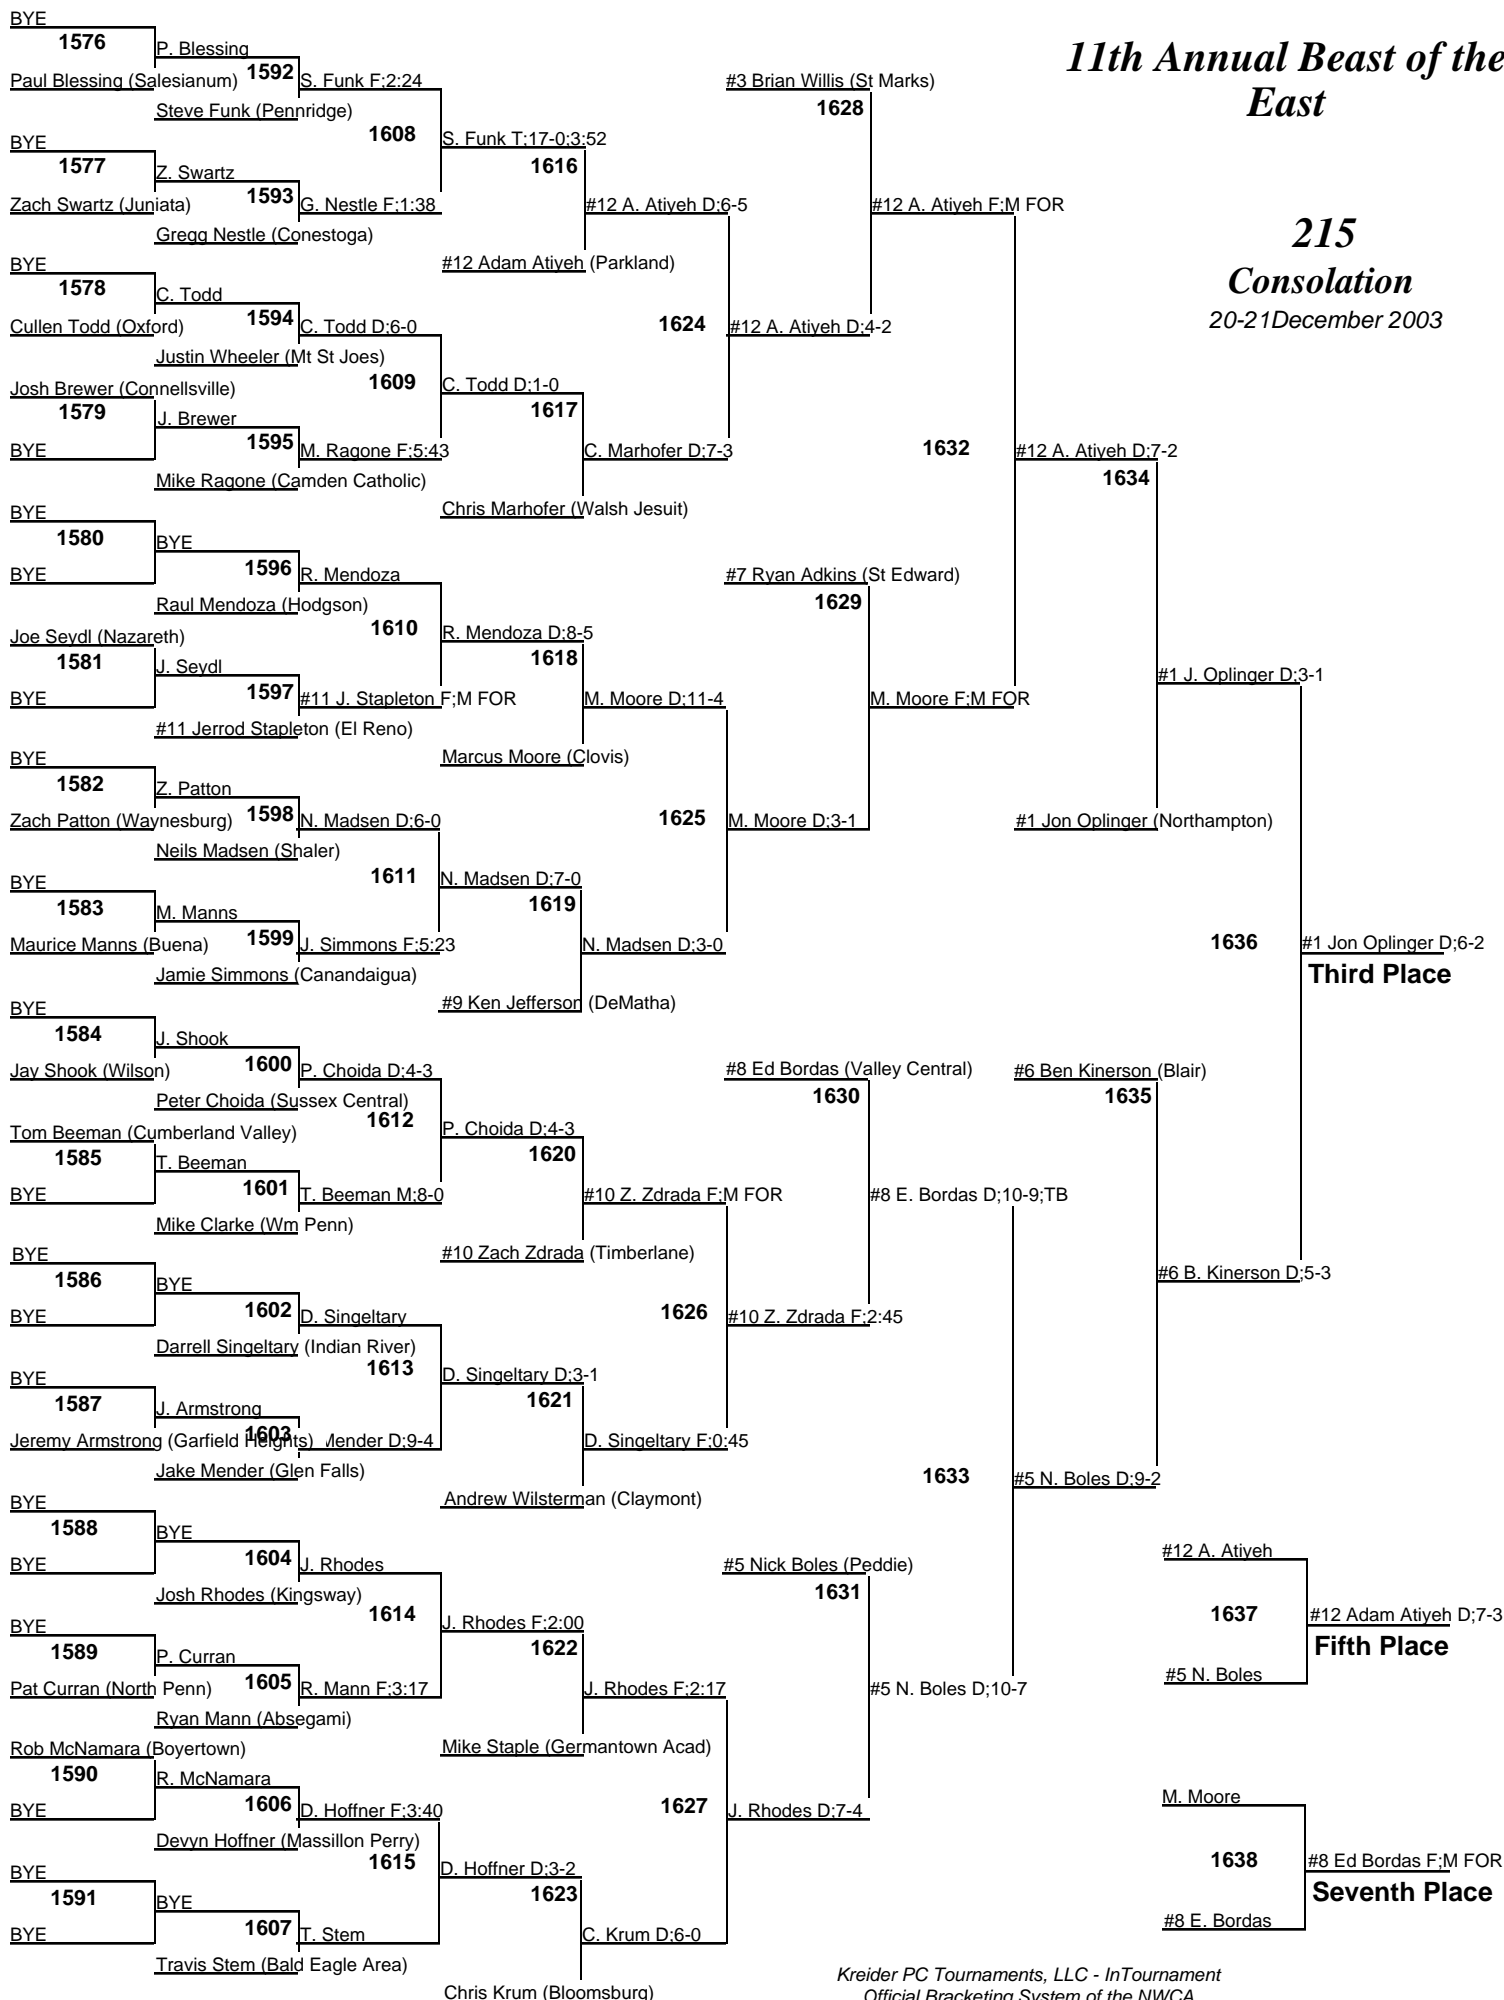 11th Annual Beast of the
East
215
Consolation
20-21December 2003
BYE
1576
Paul Blessing (Salesianum)
BYE
1577
Zach Swartz (Juniata)
BYE
1578
Cullen Todd (Oxford)
Josh Brewer (Connellsville)
1579
BYE
BYE
1580
BYE
Joe Seydl (Nazareth)
1581
BYE
BYE
1582
Zach Patton (Waynesburg)
BYE
1583
Maurice Manns (Buena)
BYE
1584
Jay Shook (Wilson)
Tom Beeman (Cumberland Valley)
1585
BYE
BYE
1586
BYE
BYE
1587
Jeremy Armstrong (Garfield Heights)
BYE
1588
BYE
BYE
1589
Pat Curran (North Penn)
Rob McNamara (Boyertown)
1590
BYE
BYE
1591
BYE
P. Blessing
1592
Steve Funk (Pennridge)
Z. Swartz
1593
Gregg Nestle (Conestoga)
C. Todd
1594
Justin Wheeler (Mt St Joes)
J. Brewer
1595
Mike Ragone (Camden Catholic)
BYE
1596
Raul Mendoza (Hodgson)
J. Seydl
1597
#11 Jerrod Stapleton (El Reno)
Z. Patton
1598
Neils Madsen (Shaler)
M. Manns
1599
Jamie Simmons (Canandaigua)
J. Shook
1600
Peter Choida (Sussex Central)
T. Beeman
1601
Mike Clarke (Wm Penn)
BYE
1602
Darrell Singeltary (Indian River)
J. Armstrong
1603
Jake Mender (Glen Falls)
BYE
1604
Josh Rhodes (Kingsway)
P. Curran
1605
Ryan Mann (Absegami)
R. McNamara
1606
Devyn Hoffner (Massillon Perry)
BYE
1607
Travis Stem (Bald Eagle Area)
S. Funk F;2:24
1608
G. Nestle F;1:38
C. Todd D;6-0
1609
M. Ragone F;5:43
R. Mendoza
1610
#11 J. Stapleton F;M FOR
N. Madsen D;6-0
1611
J. Simmons F;5:23
P. Choida D;4-3
1612
T. Beeman M;8-0
D. Singeltary
1613
Mender D;9-4
J. Rhodes
1614
R. Mann F;3:17
D. Hoffner F;3:40
1615
T. Stem
S. Funk T;17-0;3:52
1616
#12 Adam Atiyeh (Parkland)
C. Todd D;1-0
1617
Chris Marhofer (Walsh Jesuit)
R. Mendoza D;8-5
1618
Marcus Moore (Clovis)
N. Madsen D;7-0
1619
#9 Ken Jefferson (DeMatha)
P. Choida D;4-3
1620
#10 Zach Zdrada (Timberlane)
D. Singeltary D;3-1
1621
Andrew Wilsterman (Claymont)
J. Rhodes F;2:00
1622
Mike Staple (Germantown Acad)
D. Hoffner D;3-2
1623
Chris Krum (Bloomsburg)
#12 A. Atiyeh D;6-5
1624
C. Marhofer D;7-3
M. Moore D;11-4
1625
N. Madsen D;3-0
#10 Z. Zdrada F;M FOR
1626
D. Singeltary F;0:45
J. Rhodes F;2:17
1627
C. Krum D;6-0
#3 Brian Willis (St Marks)
1628
#12 A. Atiyeh D;4-2
#7 Ryan Adkins (St Edward)
1629
M. Moore D;3-1
#8 Ed Bordas (Valley Central)
1630
#10 Z. Zdrada F;2:45
#5 Nick Boles (Peddie)
1631
J. Rhodes D;7-4
#12 A. Atiyeh F;M FOR
1632
M. Moore F;M FOR
#8 E. Bordas D;10-9;TB
1633
#5 N. Boles D;10-7
#12 A. Atiyeh D;7-2
1634
#1 Jon Oplinger (Northampton)
#6 Ben Kinerson (Blair)
1635
#5 N. Boles D;9-2
#1 J. Oplinger D;3-1
1636
#6 B. Kinerson D;5-3
#1 Jon Oplinger D;6-2
Third Place
#12 A. Atiyeh
1637
#5 N. Boles
#12 Adam Atiyeh D;7-3
Fifth Place
M. Moore
1638
#8 E. Bordas
#8 Ed Bordas F;M FOR
Seventh Place
Kreider PC Tournaments, LLC - InTournament
Official Bracketing System of the NWCA